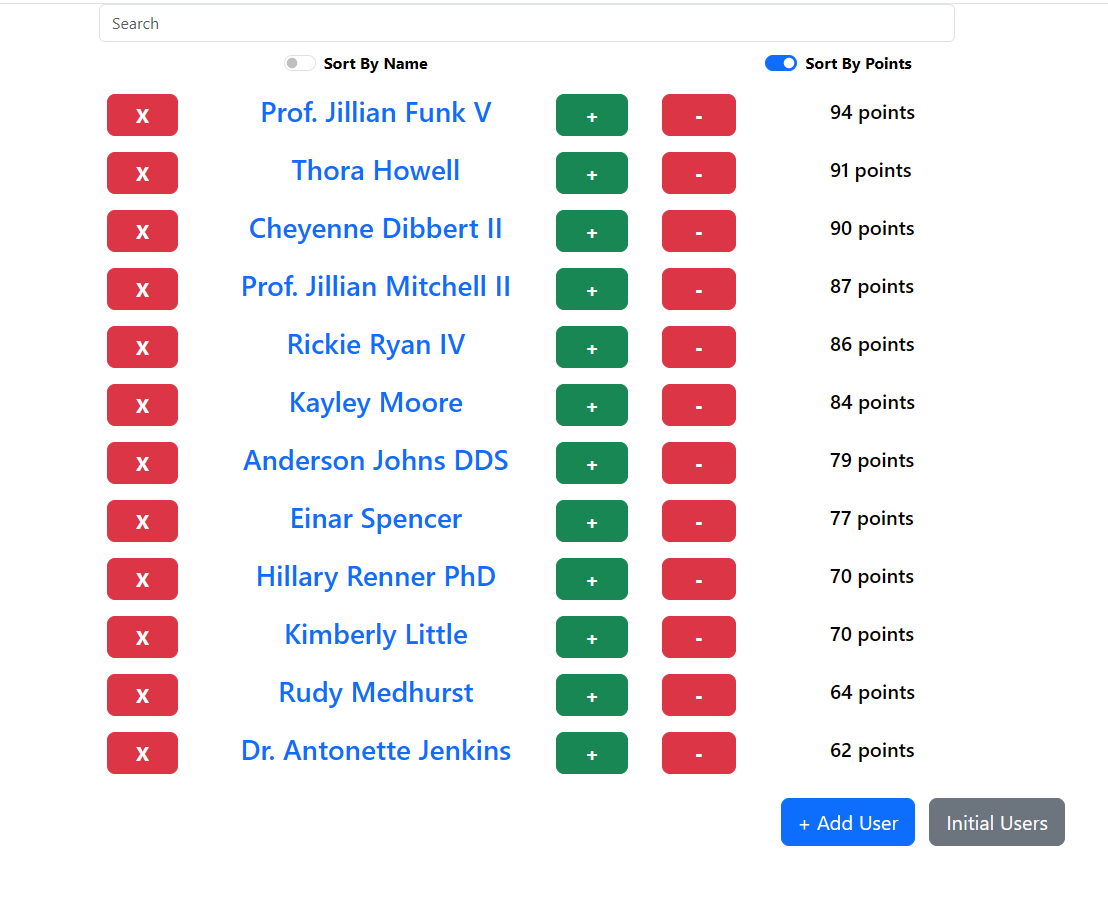 Search
Sort By Name Sort By Points
X Prof. Jillian Funk V + - 94 points
X Thora Howell + - 91 points
X Cheyenne Dibbert II + - 90 points
X Prof. Jillian Mitchell II + - 87 points
X Rickie Ryan IV + - 86 points
X Kayley Moore + - 84 points
X Anderson Johns DDS + - 79 points
X Einar Spencer + - 77 points
X Hillary Renner PhD + - 70 points
X Kimberly Little + - 70 points
X Rudy Medhurst + - 64 points
X Dr. Antonette Jenkins + - 62 points
+ Add User Initial Users